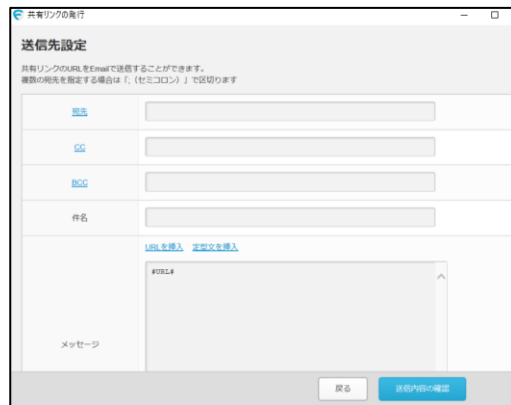 共有リンクの発行
送信先設定
共有リンクのURLをEmailで送信することができます。
複数の宛先を指定する場合は「;（セミコロン）」で区切ります
宛先
CC
BCC
件名
URLを挿入 定型文を挿入
#URL#
メッセージ
戻る 送信内容の確認